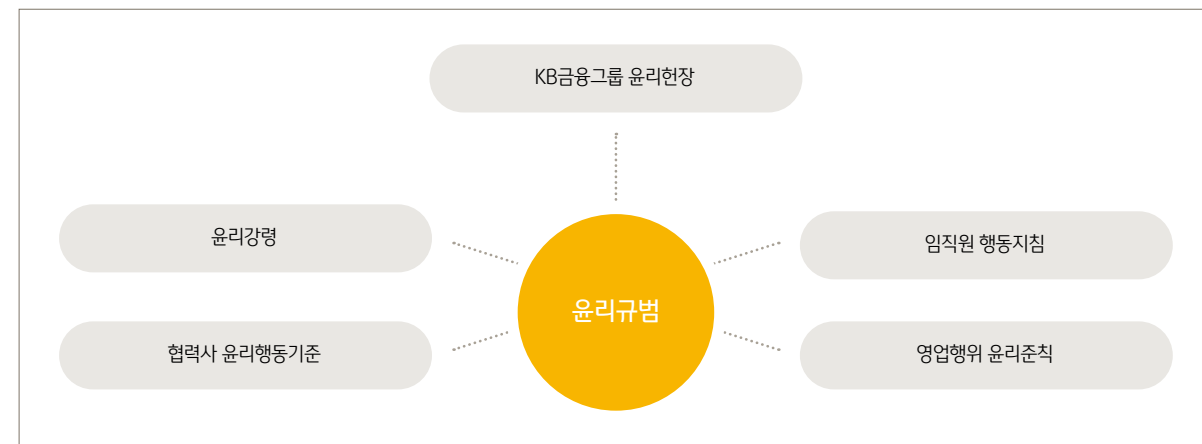 KB금융그룹 윤리헌장
윤리강령
임직원 행동지침
윤리규범
협력사 윤리행동기준
영업행위 윤리준칙